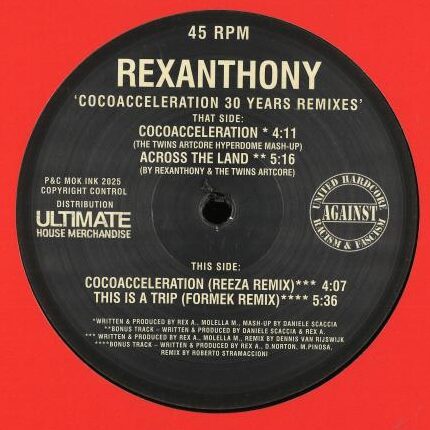 45 RPM
REXANTHONY
'COCOACCELERATION 30 YEARS REMIXES'
THAT SIDE:
COCOACCELERATION * 4:11
(THE TWINS ARTCORE HYPERDOME MASH-UP)
ACROSS THE LAND ** 5:16
(BY REXANTHONY & THE TWINS ARTCORE)
P&C MOK.INK 2025
COPYRIGHT CONTROL
DISTRIBUTION
ULTIMATE
HOUSE MERCHANDISE
UNITED HARDCORE
AGAINST
RACISM & FASCISM
THIS SIDE:
COCOACCELERATION (REEZA REMIX)*** 4:07
THIS IS A TRIP (FORMEK REMIX)**** 5:36
*WRITTEN & PRODUCED BY REX A., MOLELLA M., MASH-UP BY DANIELE SCACCIA
**BONUS TRACK – WRITTEN & PRODUCED BY DANIELE SCACCIA & REX A.
*** WRITTEN & PRODUCED BY REX A., MOLELLA M., REMIX BY DENNIS VAN RIJSWIJK
****BONUS TRACK – WRITTEN & PRODUCED BY REX A., D.NORTON, M.PINOSA,
REMIX BY ROBERTO STRAMACCIONI